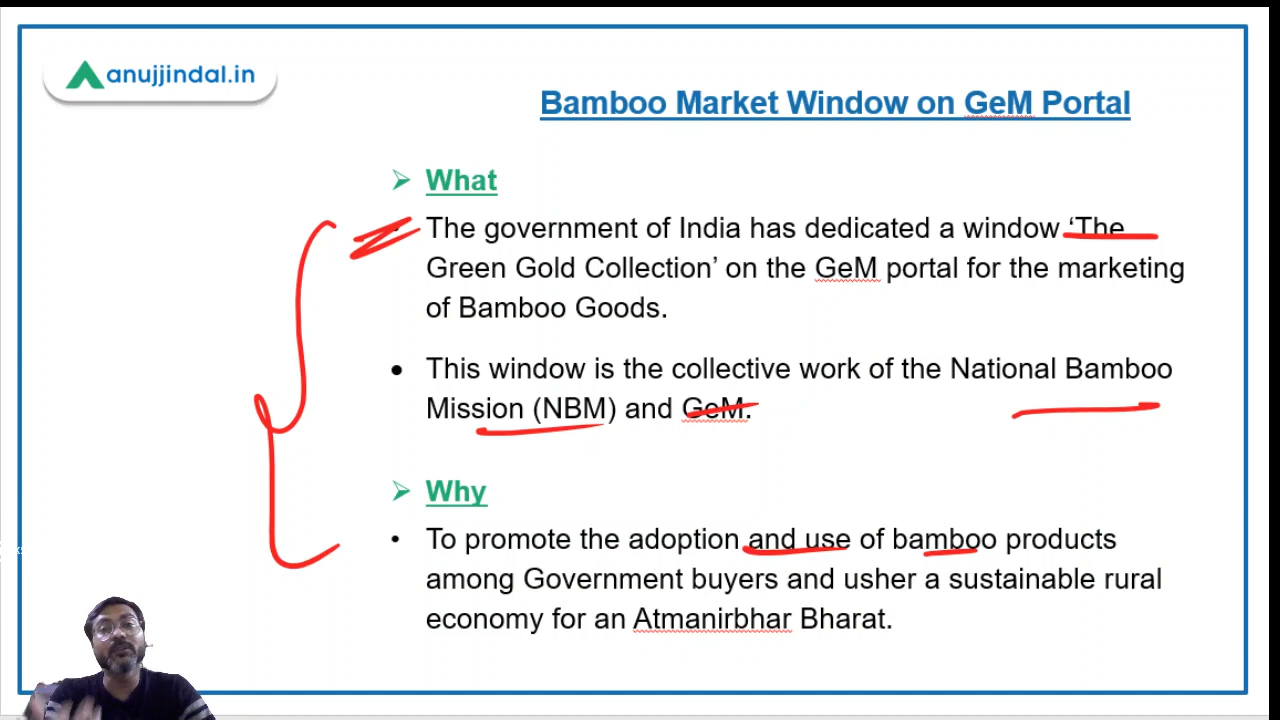 anujjindal.in
Bamboo Market Window on GeM Portal
What
The government of India has dedicated a window ‘The
Green Gold Collection’ on the GeM portal for the marketing
of Bamboo Goods.
This window is the collective work of the National Bamboo
Mission (NBM) and GeM.
Why
To promote the adoption and use of bamboo products
among Government buyers and usher a sustainable rural
economy for an Atmanirbhar Bharat.